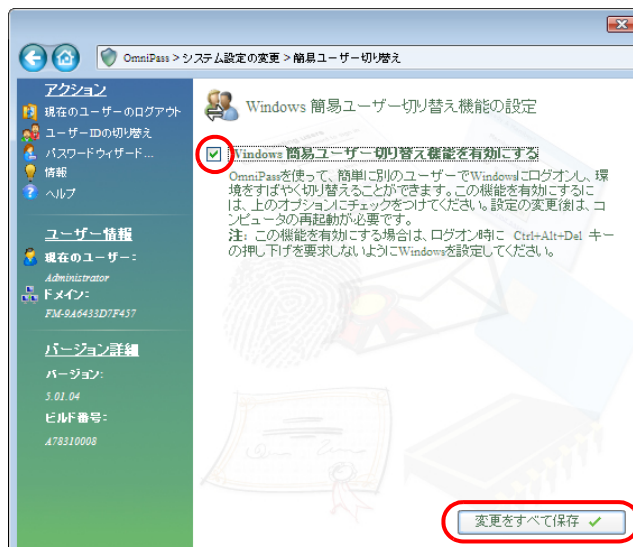 OmniPass > システム設定の変更 > 簡易ユーザー切り替え
アクション
現在のユーザーのログアウト
ユーザーIDの切り替え
パスワードウィザード...
情報
ヘルプ
ユーザー情報
現在のユーザー:
Administrator
ドメイン:
FM-9A6433D7F457
バージョン詳細
バージョン:
5.01.04
ビルド番号:
A78310008
Windows 簡易ユーザー切り替え機能の設定
Windows 簡易ユーザー切り替え機能を有効にする
OmniPassを使って、簡単に別のユーザーでWindowsにログオンし、環
境をすばやく切り替えることができます。この機能を有効にするに
は、上のオプションにチェックをつけてください。設定の変更後は、コ
ンピュータの再起動が必要です。
注: この機能を有効にする場合は、ログオン時に Ctrl+Alt+Del キー
の押し下げを要求しないようにWindowsを設定してください。
変更をすべて保存